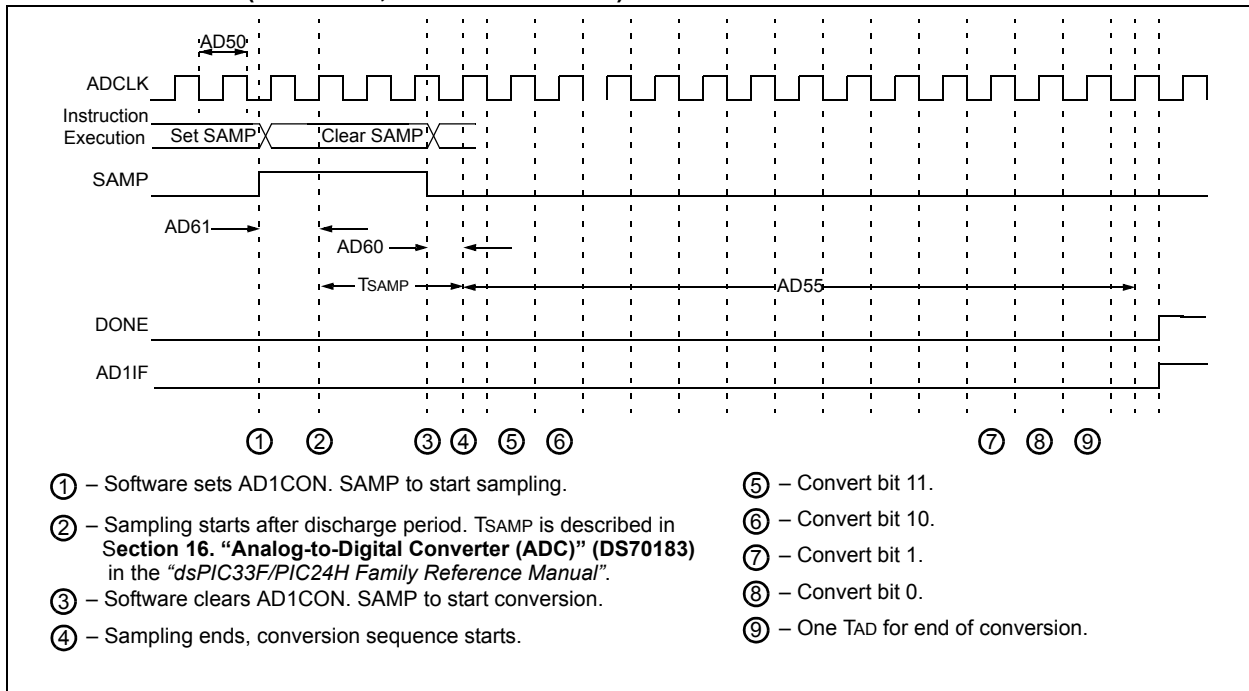 AD50
ADCLK
Instruction
Execution Set SAMP Clear SAMP
SAMP
AD61
AD60
TSAMP AD55
DONE
AD1IF
1 2 3 4 5 6 7 8 9
1 – Software sets AD1CON. SAMP to start sampling.
2 – Sampling starts after discharge period. TSAMP is described in
Section 16. “Analog-to-Digital Converter (ADC)” (DS70183)
in the “dsPIC33F/PIC24H Family Reference Manual”.
3 – Software clears AD1CON. SAMP to start conversion.
4 – Sampling ends, conversion sequence starts.
5 – Convert bit 11.
6 – Convert bit 10.
7 – Convert bit 1.
8 – Convert bit 0.
9 – One TAD for end of conversion.